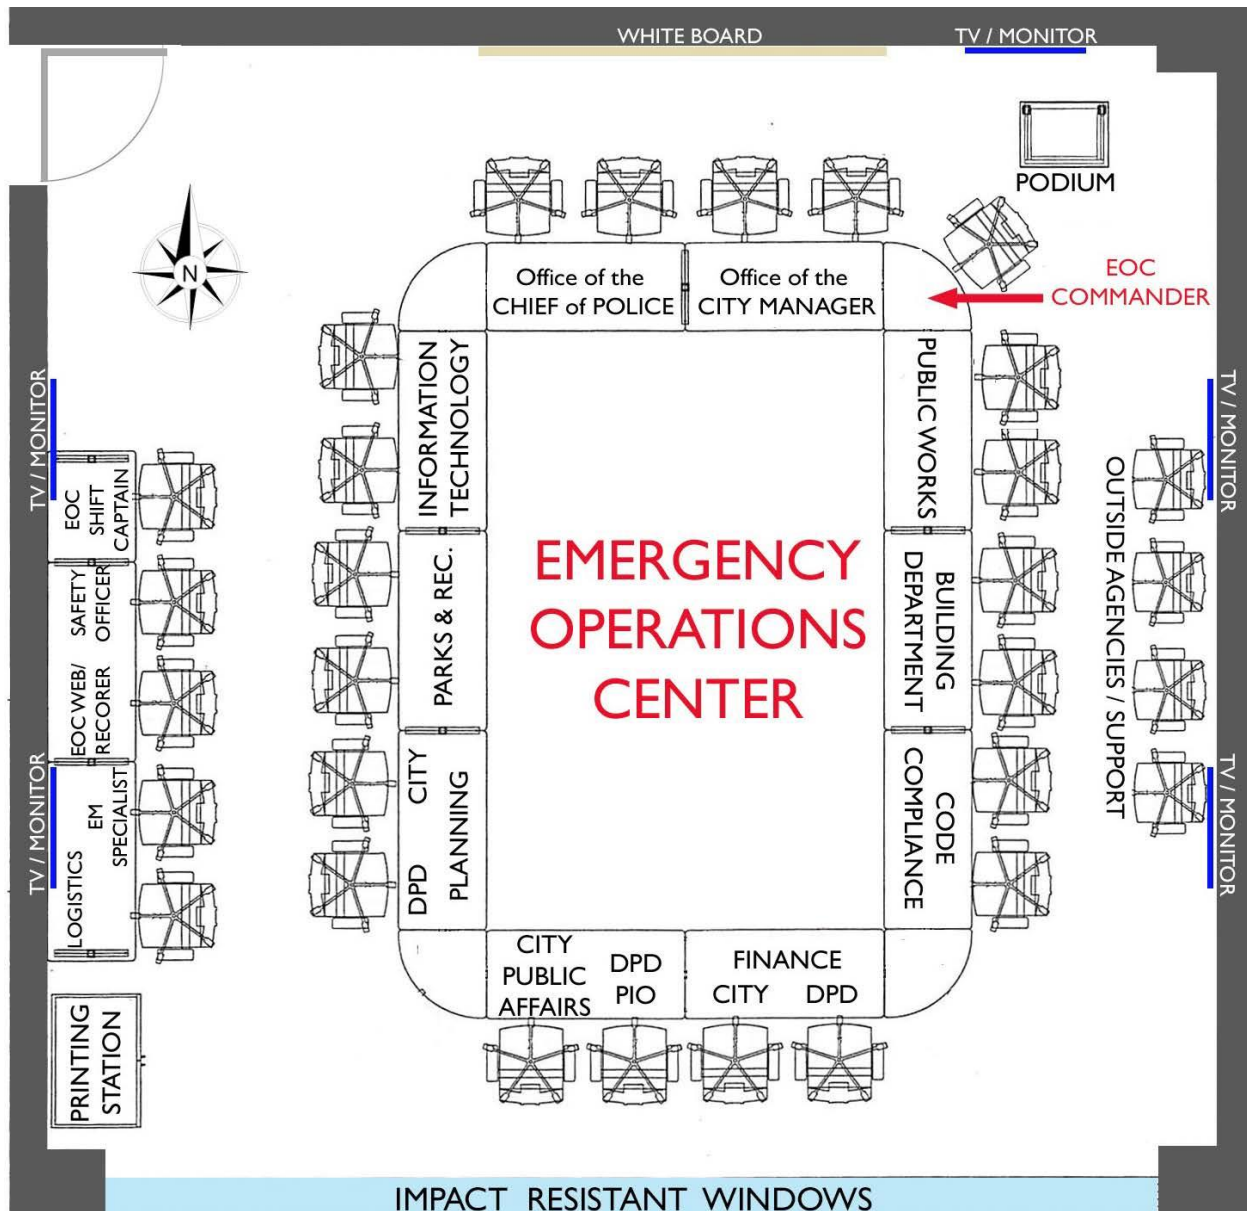 WHITE BOARD
TV / MONITOR
PODIUM
N
Office of the
CHIEF of POLICE
Office of the
CITY MANAGER
EOC
COMMANDER
INFORMATION
TECHNOLOGY
PUBLIC WORKS
TV / MONITOR
TV / MONITOR
EOC
SHIFT
CAPTAIN
SAFETY
OFFICER
EOC WEB/
RECORER
EM
SPECIALIST
LOGISTICS
TV / MONITOR
PARKS & REC.
EMERGENCY
OPERATIONS
CENTER
BUILDING
DEPARTMENT
OUTSIDE AGENCIES / SUPPORT
DPD CITY
PLANNING
CODE
COMPLIANCE
TV / MONITOR
CITY
PUBLIC
AFFAIRS
DPD
PIO
FINANCE
CITY DPD
PRINTING
STATION
IMPACT RESISTANT WINDOWS